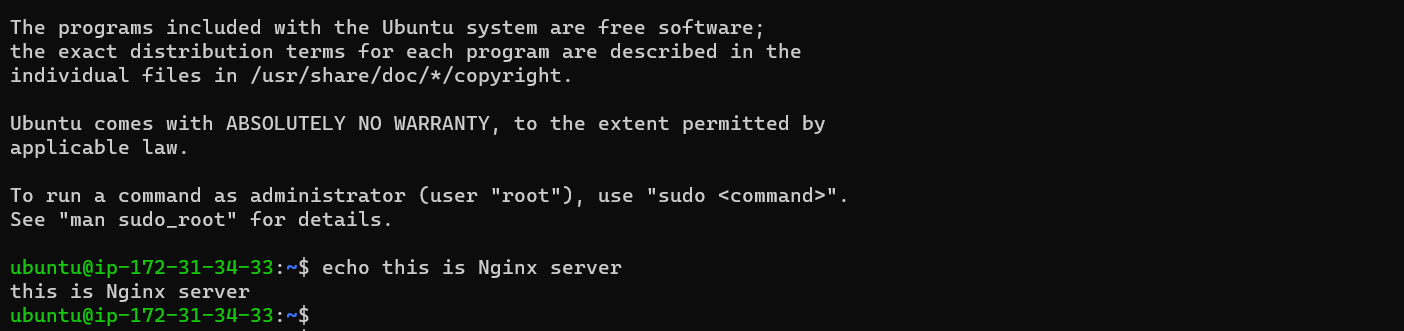 The programs included with the Ubuntu system are free software;
the exact distribution terms for each program are described in the
individual files in /usr/share/doc/*/copyright.
Ubuntu comes with ABSOLUTELY NO WARRANTY, to the extent permitted by
applicable law.
To run a command as administrator (user "root"), use "sudo <command>".
See "man sudo_root" for details.
ubuntu@ip-172-31-34-33:~$ echo this is Nginx server
this is Nginx server
ubuntu@ip-172-31-34-33:~$